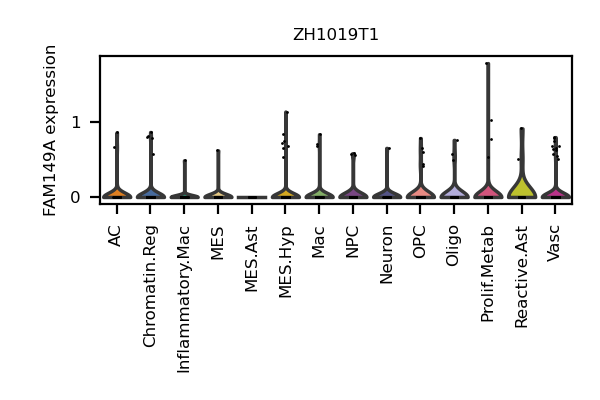 ZH1019T1
FAM149A expression
1
0
AC
Chromatin.Reg
Inflammatory.Mac
MES
MES.Ast
MES.Hyp
Mac
NPC
Neuron
OPC
Oligo
Prolif.Metab
Reactive.Ast
Vasc